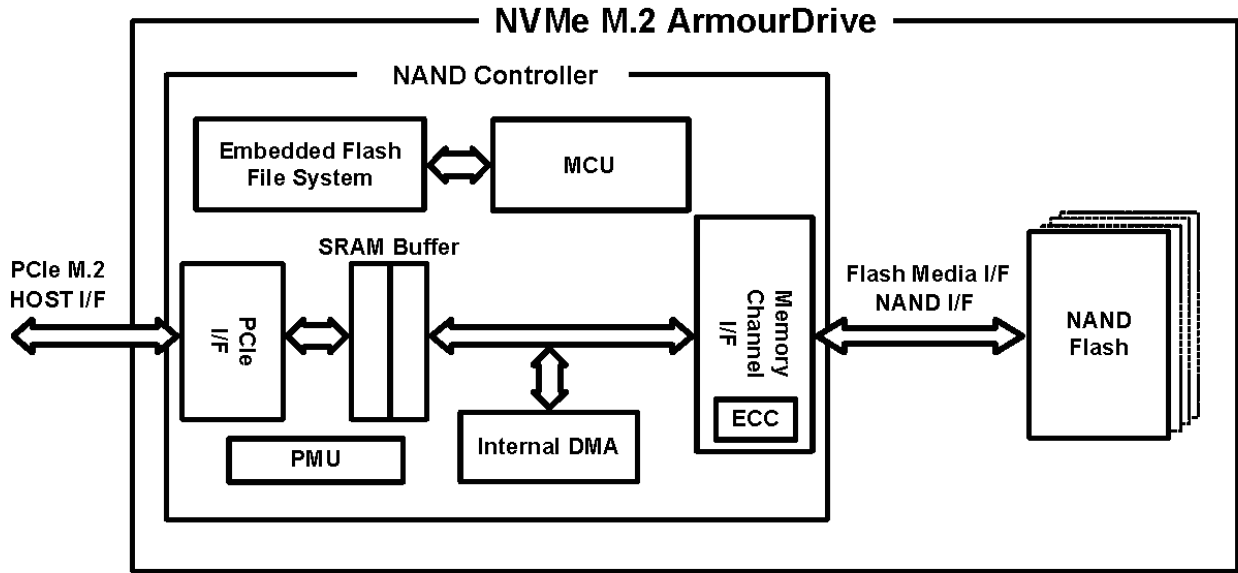 NVMe M.2 ArmourDrive
NAND Controller
Embedded Flash
File System
MCU
SRAM Buffer
PCIe M.2
HOST I/F
PCIe
I/F
Memory
Channel
I/F
ECC
Flash Media I/F
NAND I/F
NAND
Flash
PMU
Internal DMA